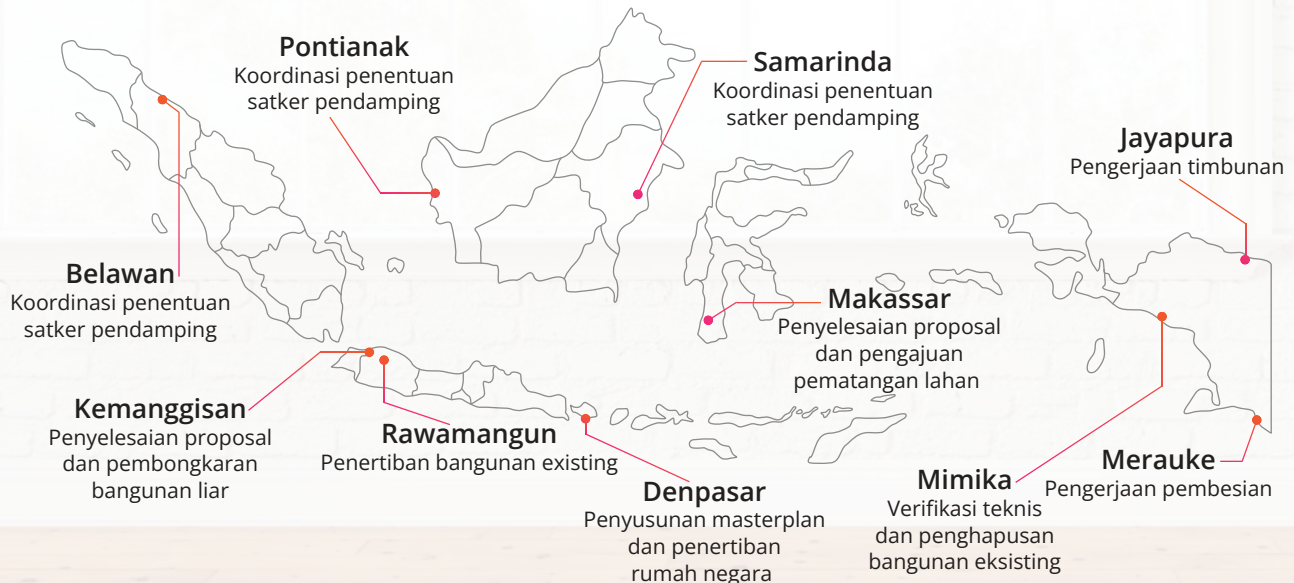 Pontianak
Koordinasi penentuan
satker pendamping
Samarinda
Koordinasi penentuan
satker pendamping
Jayapura
Pengerjaan timbunan
Belawan
Koordinasi penentuan
satker pendamping
Makassar
Penyelesaian proposal
dan pengajuan
pematangan lahan
Kemanggisan
Penyelesaian proposal
dan pembongkaran
bangunan liar
Rawamangun
Penertiban bangunan existing
Denpasar
Penyusunan masterplan
dan penertiban
rumah negara
Mimika
Verifikasi teknis
dan penghapusan
bangunan eksisting
Merauke
Pengerjaan pembesian